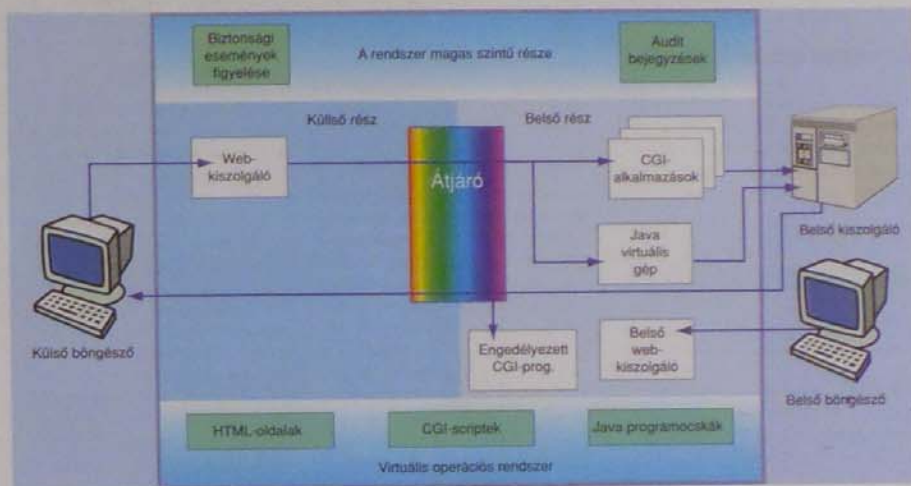 Biztonsági
események
figyelése
A rendszer magas szintű része
Audit
bejegyzések
Küllső rész
Belső rész
Web-
kiszolgáló
Átjáró
CGI-
alkalmazások
Belső kiszolgáló
Java
virtuális
gép
Külső böngésző
Engedélyezett
CGI-prog.
Belső
web-
kiszolgáló
Belső böngésző
HTML-oldalak
CGI-scriptek
Java programocskák
Virtuális operációs rendszer